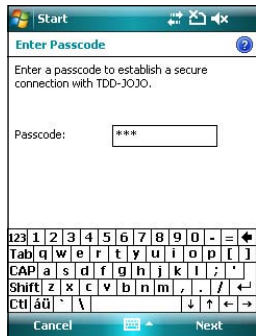 Start
Enter Passcode ?
Enter a passcode to establish a secure
connection with TDD-JOJO.
Passcode: ***
123 1 2 3 4 5 6 7 8 9 0 - =
Tab q w e r t y u i o p [ ]
CAP a s d f g h j k l ; '
Shift z x c v b n m , . /
Ctl áü ` \ ↓ ↑ ← →
Cancel Next